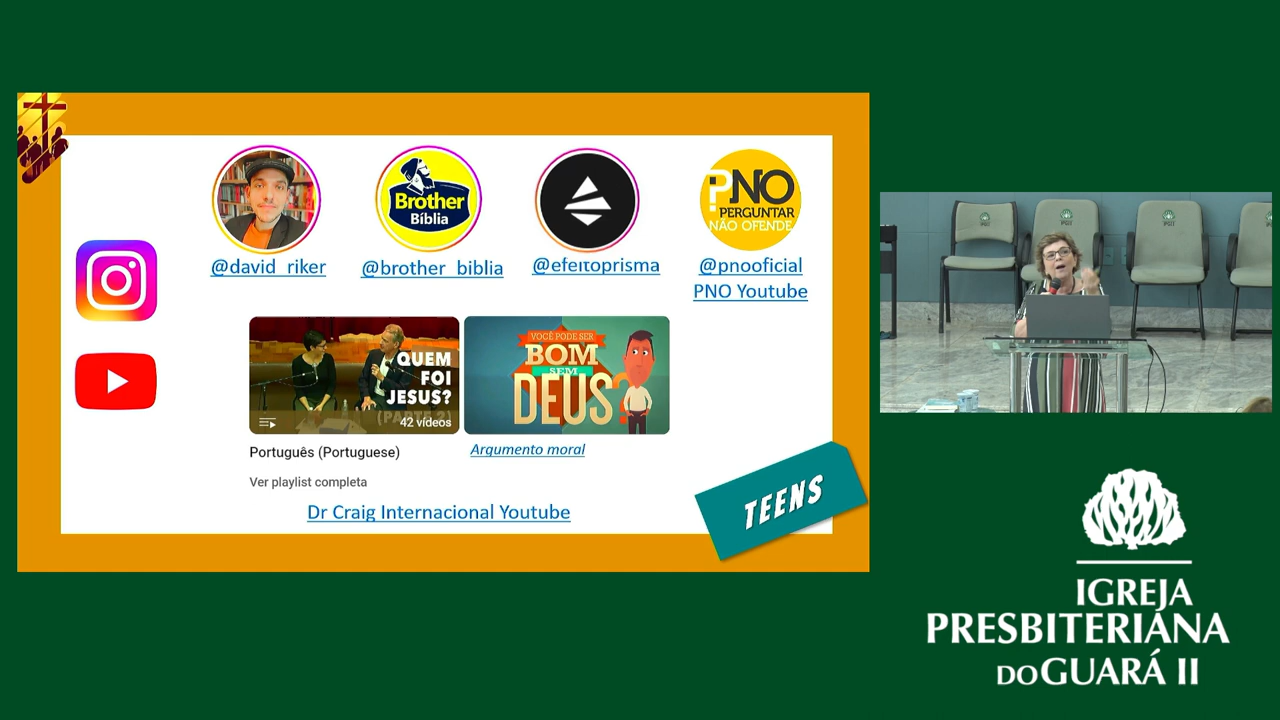 Brother
Bíblia
PNO
PERGUNTAR
NÃO OFENDE
@david_riker
@brother_biblia
@efeitoprisma
@pnooficial
PNO Youtube
QUEM
FOI
JESUS?
(PARTE 2)
42 vídeos
VOCÊ PODE SER
BOM
SEM
DEUS?
Português (Portuguese)
Argumento moral
Ver playlist completa
Dr Craig Internacional Youtube
TEENS
IGREJA
PRESBITERIANA
DO GUARÁ II